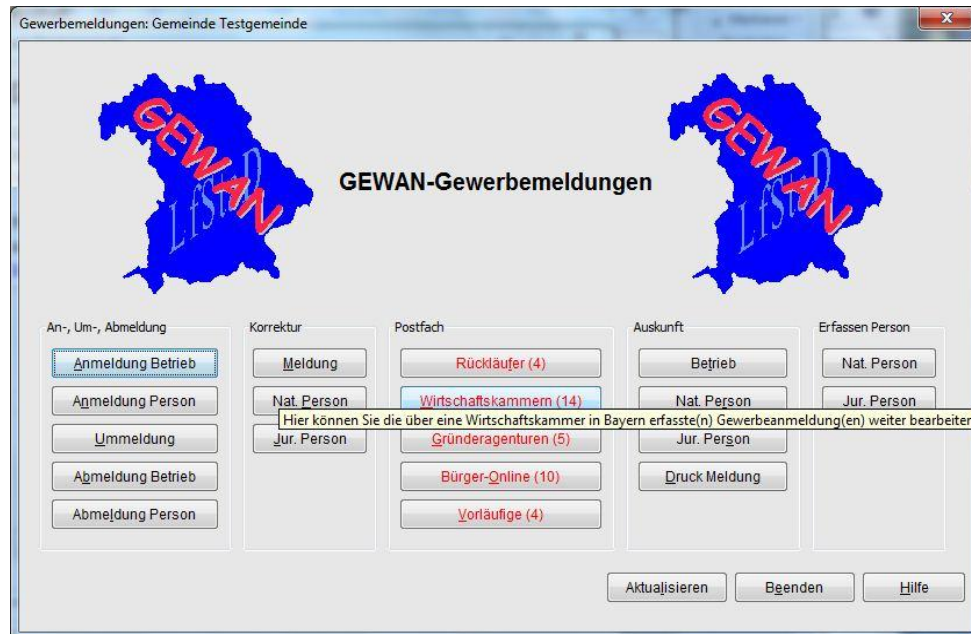 Gewerbemeldungen: Gemeinde Testgemeinde
GEWAN
LfStaD
GEWAN-Gewerbemeldungen
GEWAN
LfStaD
An-, Um-, Abmeldung
Anmeldung Betrieb
Anmeldung Person
Ummeldung
Abmeldung Betrieb
Abmeldung Person
Korrektur
Meldung
Nat. Person
Jur. Person
Postfach
Rückläufer (4)
Wirtschaftskammern (14)
Hier können Sie die über eine Wirtschaftskammer in Bayern erfasste(n) Gewerbeanmeldung(en) weiter bearbeiten
Gründeragenturen (5)
Bürger-Online (10)
Vorläufige (4)
Auskunft
Betrieb
Nat. Person
Jur. Person
Druck Meldung
Erfassen Person
Nat. Person
Jur. Person
Aktualisieren
Beenden
Hilfe